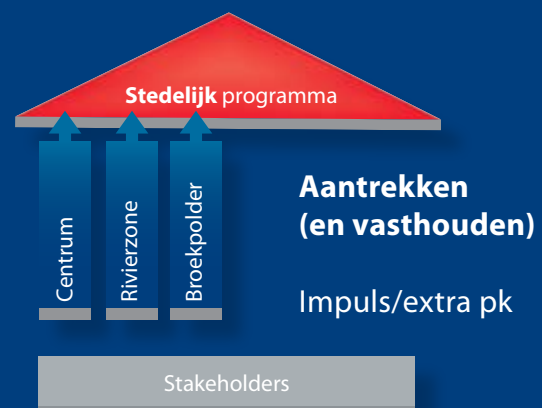 Stedelijk programma
Centrum
Rivierzone
Broekpolder
Aantrekken
(en vasthouden)
Impuls/extra pk
Stakeholders